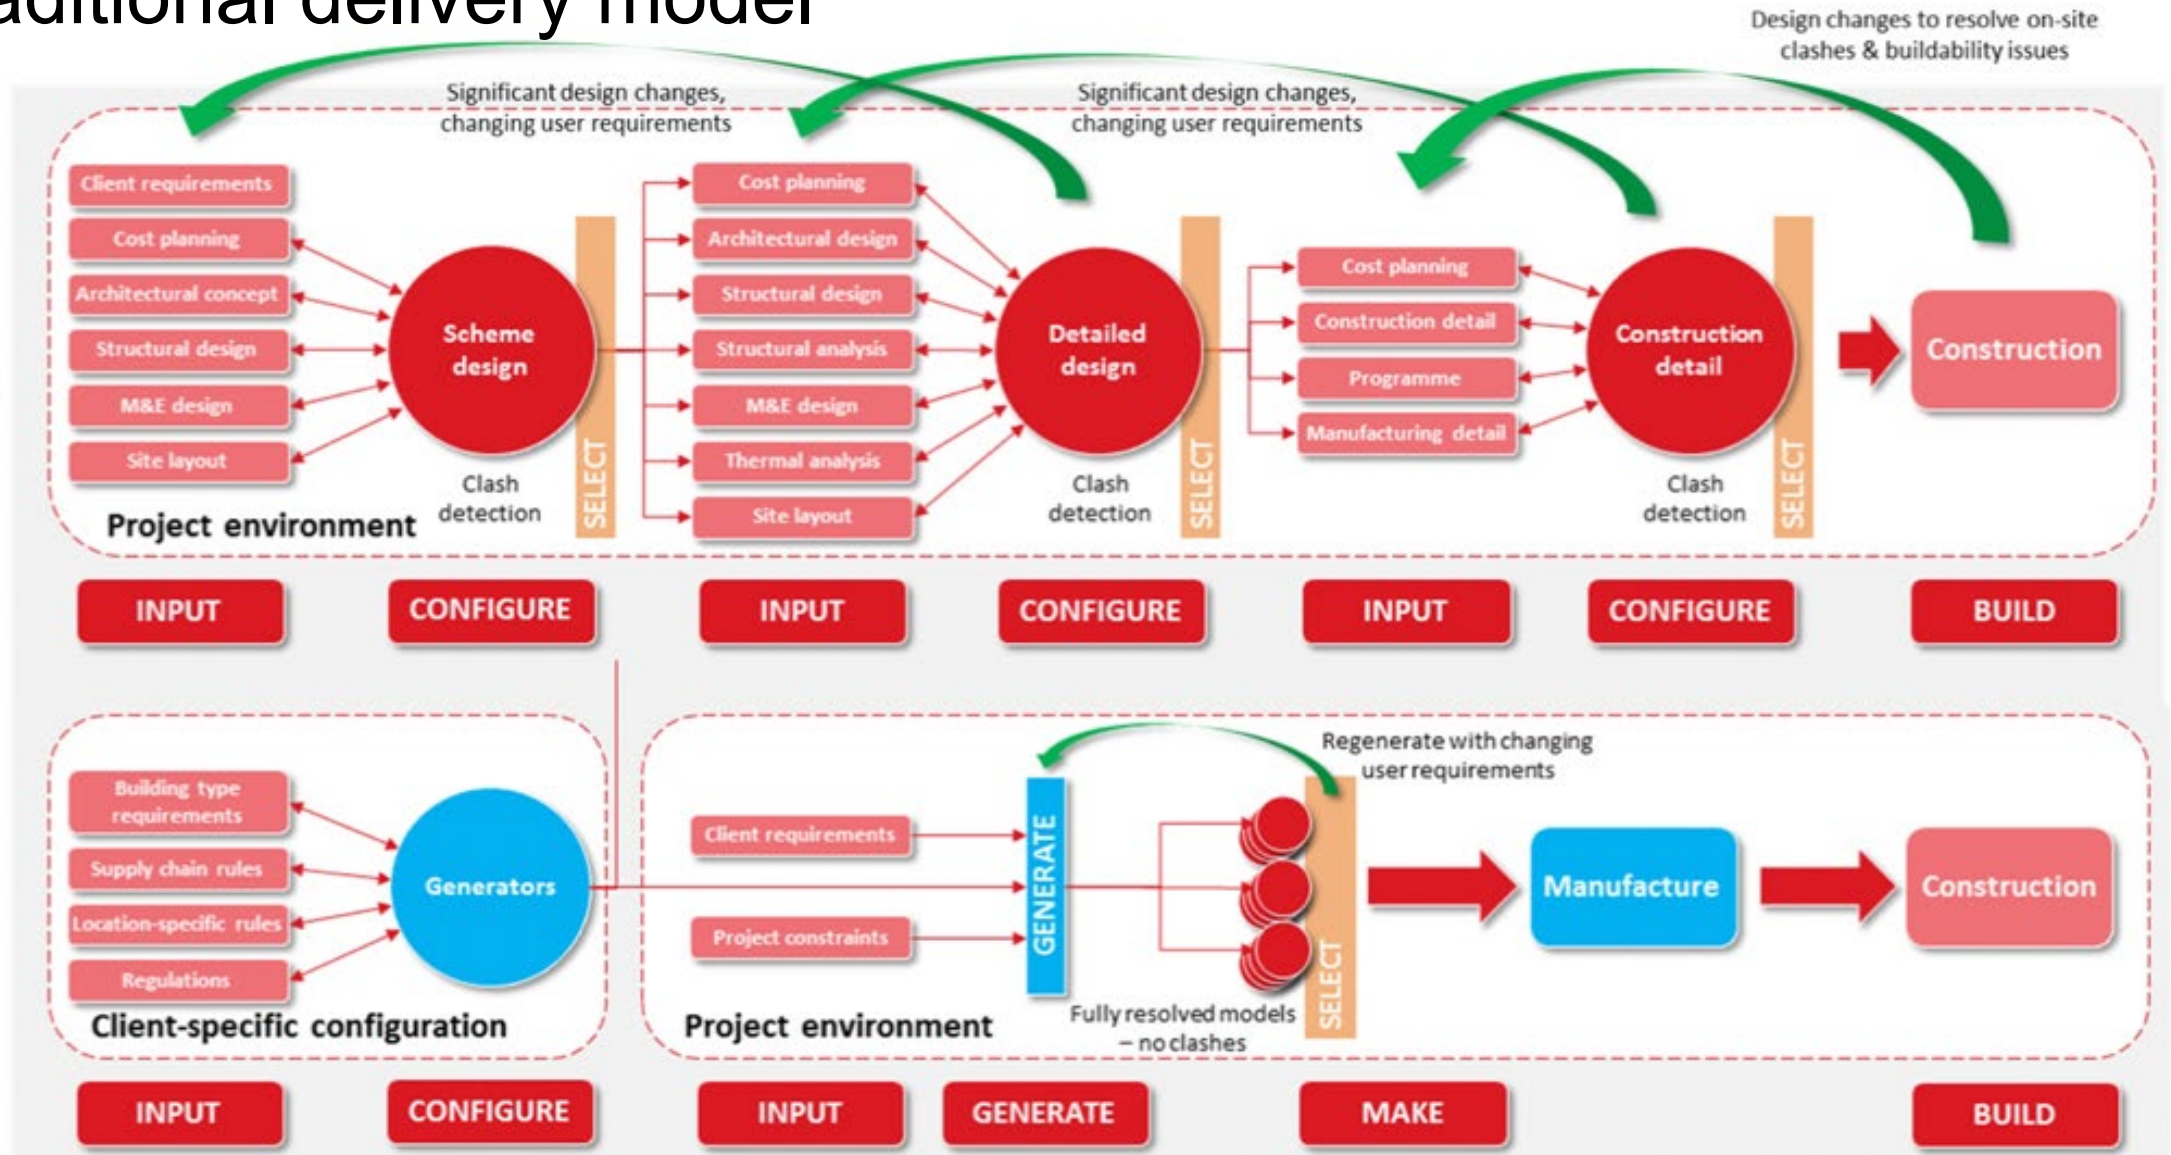 aditional delivery model
Design changes to resolve on-site
clashes & buildability issues
Significant design changes,
changing user requirements
Significant design changes,
changing user requirements
Client requirements
Cost planning
Architectural concept
Structural design
M&E design
Site layout
Project environment
Scheme
design
Clash
detection
SELECT
Cost planning
Architectural design
Structural design
Structural analysis
M&E design
Thermal analysis
Site layout
Detailed
design
Clash
detection
SELECT
Cost planning
Construction detail
Programme
Manufacturing detail
Construction
detail
Clash
detection
SELECT
Construction
INPUT
CONFIGURE
INPUT
CONFIGURE
INPUT
CONFIGURE
BUILD
Building type
requirements
Supply chain rules
Location-specific rules
Regulations
Generators
Client-specific configuration
Client requirements
Project constraints
Project environment
GENERATE
Regenerate with changing
user requirements
Fully resolved models
– no clashes
SELECT
Manufacture
Construction
INPUT
CONFIGURE
INPUT
GENERATE
MAKE
BUILD